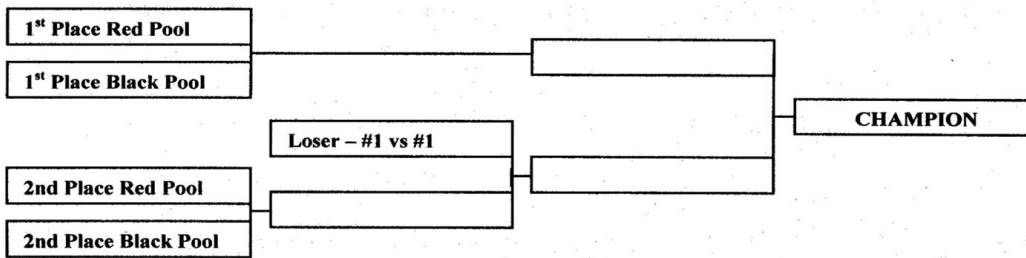 1st Place Red Pool
1st Place Black Pool
CHAMPION
Loser – #1 vs #1
2nd Place Red Pool
2nd Place Black Pool